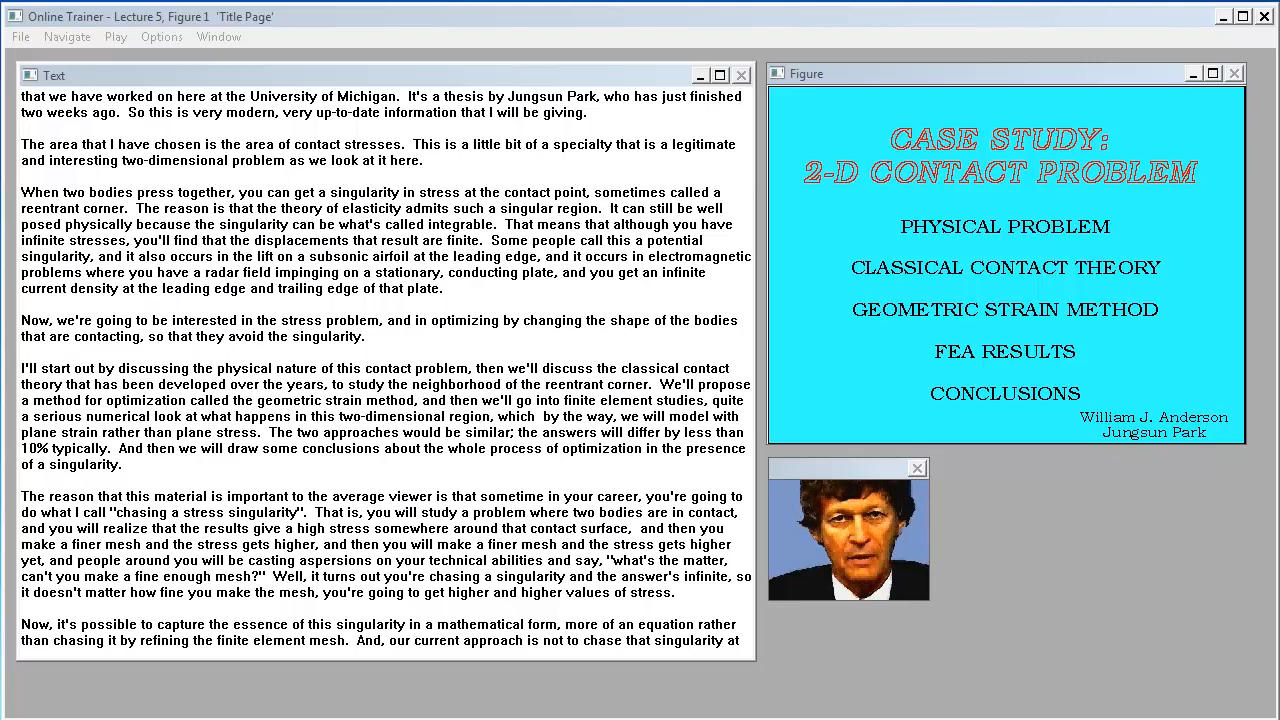 Online Trainer - Lecture 5, Figure 1  'Title Page'
File Navigate Play Options Window
Text
that we have worked on here at the University of Michigan.  It's a thesis by Jungsun Park, who has just finished
two weeks ago.  So this is very modern, very up-to-date information that I will be giving.
The area that I have chosen is the area of contact stresses.  This is a little bit of a specialty that is a legitimate
and interesting two-dimensional problem as we look at it here.
When two bodies press together, you can get a singularity in stress at the contact point, sometimes called a
reentrant corner.  The reason is that the theory of elasticity admits such a singular region.  It can still be well
posed physically because the singularity can be what's called integrable.  That means that although you have
infinite stresses, you'll find that the displacements that result are finite.  Some people call this a potential
singularity, and it also occurs in the lift on a subsonic airfoil at the leading edge, and it occurs in electromagnetic
problems where you have a radar field impinging on a stationary, conducting plate, and you get an infinite
current density at the leading edge and trailing edge of that plate.
Now, we're going to be interested in the stress problem, and in optimizing by changing the shape of the bodies
that are contacting, so that they avoid the singularity.
I'll start out by discussing the physical nature of this contact problem, then we'll discuss the classical contact
theory that has been developed over the years, to study the neighborhood of the reentrant corner.  We'll propose
a method for optimization called the geometric strain method, and then we'll go into finite element studies, quite
a serious numerical look at what happens in this two-dimensional region, which  by the way, we will model with
plane strain rather than plane stress.  The two approaches would be similar; the answers will differ by less than
10% typically.  And then we will draw some conclusions about the whole process of optimization in the presence
of a singularity.
The reason that this material is important to the average viewer is that sometime in your career, you're going to
do what I call "chasing a stress singularity".  That is, you will study a problem where two bodies are in contact,
and you will realize that the results give a high stress somewhere around that contact surface,  and then you
make a finer mesh and the stress gets higher, and then you will make a finer mesh and the stress gets higher
yet, and people around you will be casting aspersions on your technical abilities and say, "what's the matter,
can't you make a fine enough mesh?"  Well, it turns out you're chasing a singularity and the answer's infinite, so
it doesn't matter how fine you make the mesh, you're going to get higher and higher values of stress.
Now, it's possible to capture the essence of this singularity in a mathematical form, more of an equation rather
than chasing it by refining the finite element mesh.  And, our current approach is not to chase that singularity at
Figure
CASE STUDY:
2-D CONTACT PROBLEM
PHYSICAL PROBLEM
CLASSICAL CONTACT THEORY
GEOMETRIC STRAIN METHOD
FEA RESULTS
CONCLUSIONS
William J. Anderson
Jungsun Park